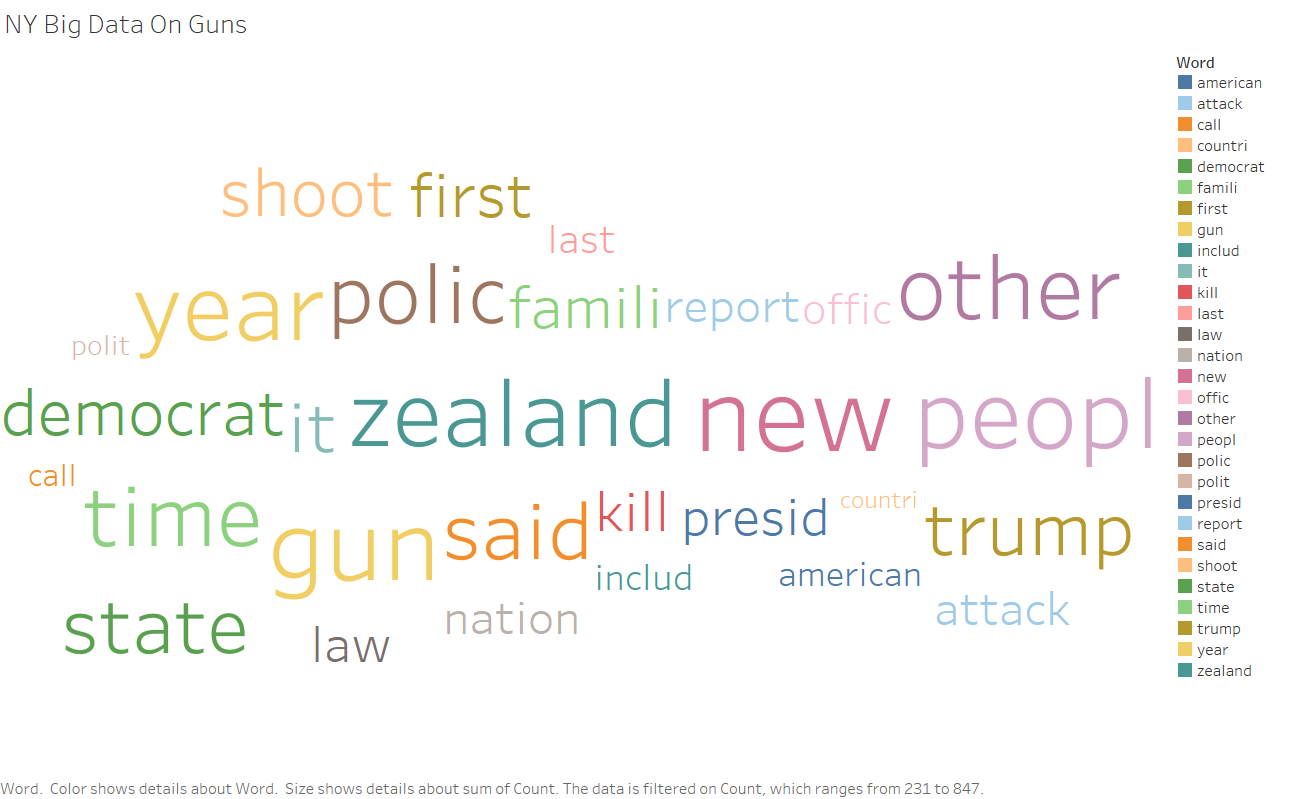 NY Big Data On Guns
Word
american
attack
call
countri
democrat
famili
first
gun
includ
it
kill
last
law
nation
new
offic
other
peopl
polic
polit
presid
report
said
shoot
state
time
trump
year
zealand
shoot first
last
year polic famili report offic other
polit
democrat it zealand new peopl
call
time gun said kill presid countri trump
includ american
state law nation attack
Word.  Color shows details about Word.  Size shows details about sum of Count. The data is filtered on Count, which ranges from 231 to 847.